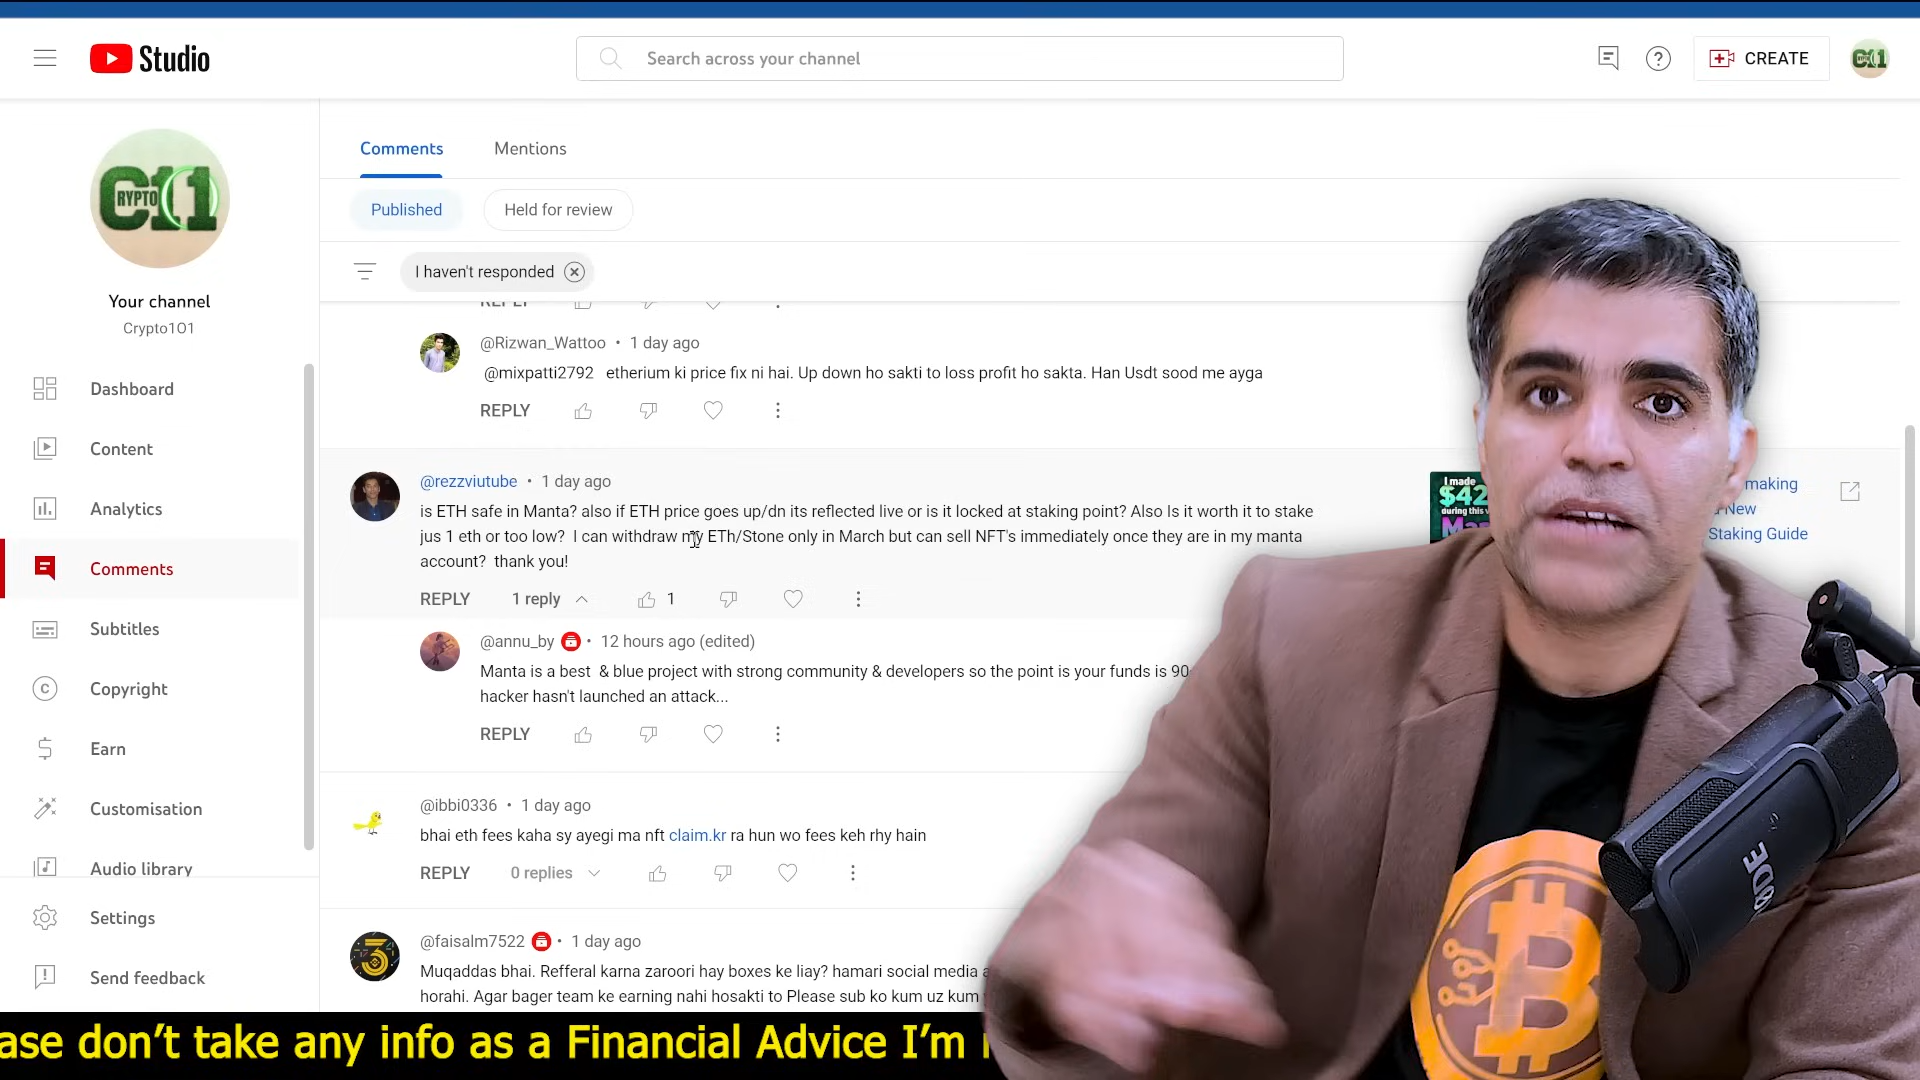 Studio
Search across your channel
CREATE
CRYPTO
Your channel
Crypto101
Dashboard
Content
Analytics
Comments
Subtitles
Copyright
Earn
Customisation
Audio library
Settings
Send feedback
Comments
Mentions
Published
Held for review
I haven't responded
REPLY
@Rizwan_Wattoo • 1 day ago
@mixpatti2792 etherium ki price fix ni hai. Up down ho sakti to loss profit ho sakta. Han Usdt sood me ayga
REPLY
@rezzviutube • 1 day ago
is ETH safe in Manta? also if ETH price goes up/dn its reflected live or is it locked at staking point? Also Is it worth it to stake
jus 1 eth or too low? I can withdraw my ETh/Stone only in March but can sell NFT's immediately once they are in my manta
account? thank you!
REPLY 1 reply 1
I made
$42
during this
making
New
Staking Guide
@annu_by • 12 hours ago (edited)
Manta is a best & blue project with strong community & developers so the point is your funds is 90
hacker hasn't launched an attack...
REPLY
@ibbi0336 • 1 day ago
bhai eth fees kaha sy ayegi ma nft claim.kr ra hun wo fees keh rhy hain
REPLY 0 replies
@faisalm7522 • 1 day ago
Muqaddas bhai. Refferal karna zaroori hay boxes ke liay? hamari social media
horahi. Agar bager team ke earning nahi hosakti to Please sub ko kum uz kum
ase don't take any info as a Financial Advice I'm